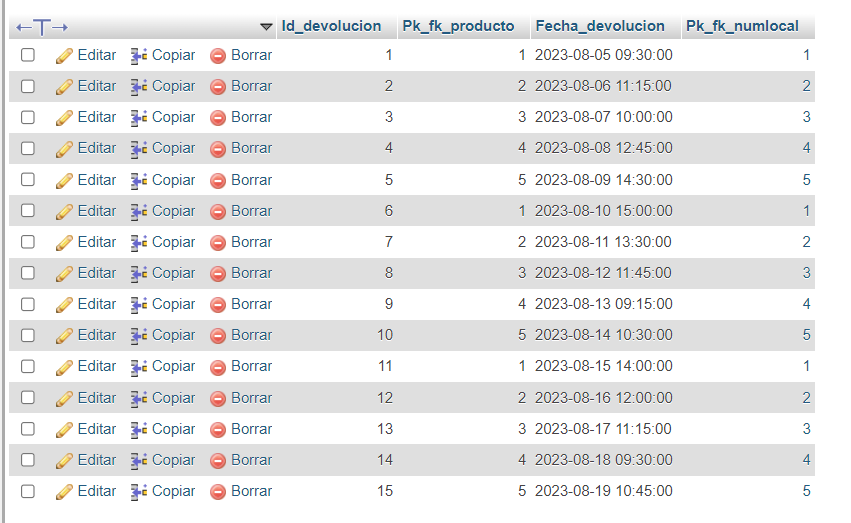 Id_devolucion Pk_fk_producto Fecha_devolucion Pk_fk_numlocal
Editar Copiar Borrar 1 1 2023-08-05 09:30:00 1
Editar Copiar Borrar 2 2 2023-08-06 11:15:00 2
Editar Copiar Borrar 3 3 2023-08-07 10:00:00 3
Editar Copiar Borrar 4 4 2023-08-08 12:45:00 4
Editar Copiar Borrar 5 5 2023-08-09 14:30:00 5
Editar Copiar Borrar 6 1 2023-08-10 15:00:00 1
Editar Copiar Borrar 7 2 2023-08-11 13:30:00 2
Editar Copiar Borrar 8 3 2023-08-12 11:45:00 3
Editar Copiar Borrar 9 4 2023-08-13 09:15:00 4
Editar Copiar Borrar 10 5 2023-08-14 10:30:00 5
Editar Copiar Borrar 11 1 2023-08-15 14:00:00 1
Editar Copiar Borrar 12 2 2023-08-16 12:00:00 2
Editar Copiar Borrar 13 3 2023-08-17 11:15:00 3
Editar Copiar Borrar 14 4 2023-08-18 09:30:00 4
Editar Copiar Borrar 15 5 2023-08-19 10:45:00 5